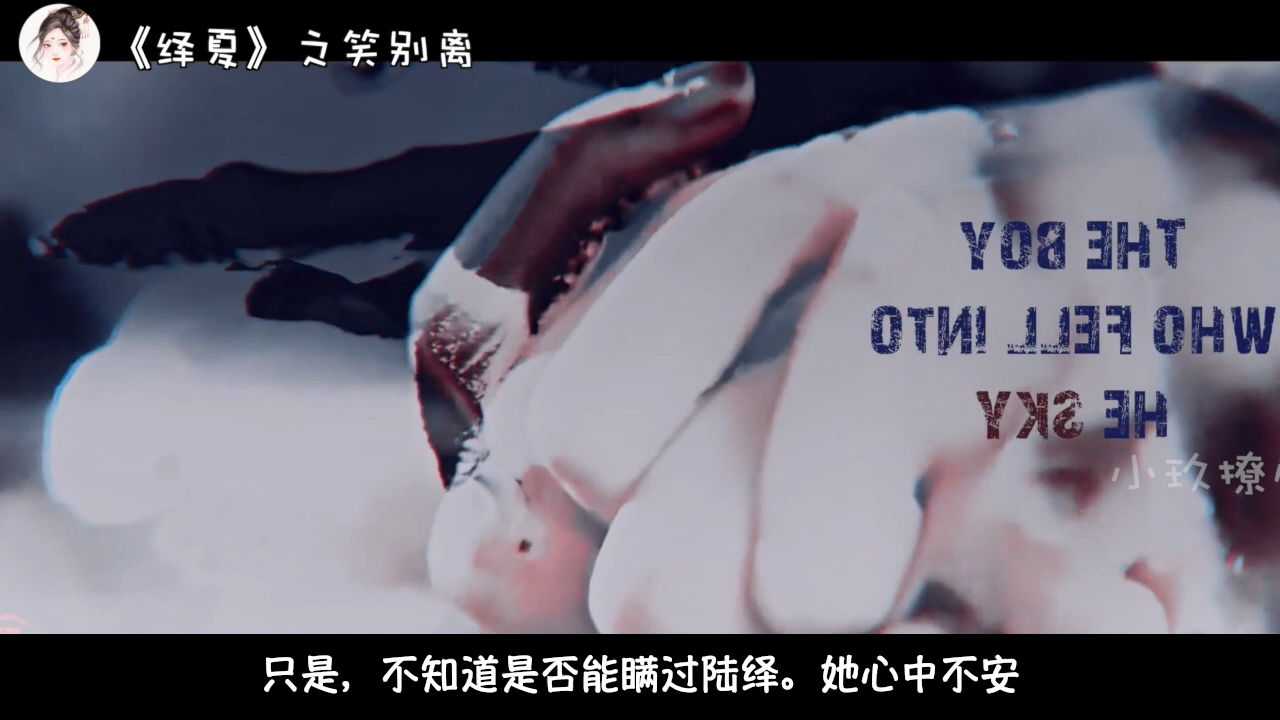 《绎夏》之笑别离
THE BOY
WHO FELL INTO
HE SKY
小玖撩
只是，不知道是否能瞒过陆绎。她心中不安